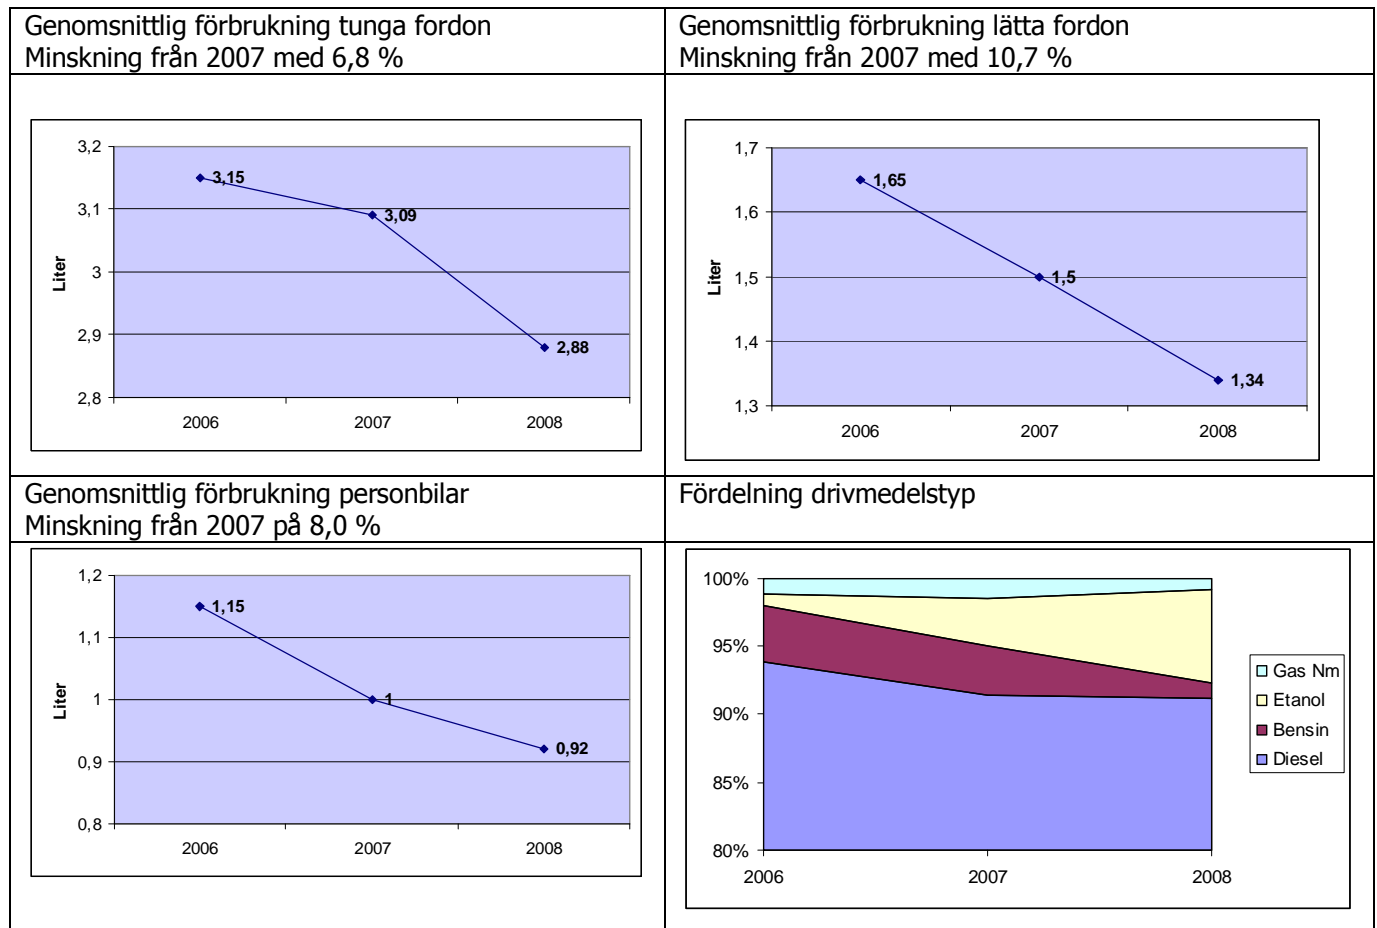 Genomsnittlig förbrukning tunga fordon
Minskning från 2007 med 6,8 %
Genomsnittlig förbrukning lätta fordon
Minskning från 2007 med 10,7 %
3,2
3,1
3
2,9
2,8
Liter
3,15
3,09
2,88
2006 2007 2008
1,7
1,6
1,5
1,4
1,3
Liter
1,65
1,5
1,34
2006 2007 2008
Genomsnittlig förbrukning personbilar
Minskning från 2007 på 8,0 %
Fördelning drivmedelstyp
1,2
1,1
1
0,9
0,8
Liter
1,15
1
0,92
2006 2007 2008
100%
95%
90%
85%
80%
2006 2007 2008
Gas Nm
Etanol
Bensin
Diesel